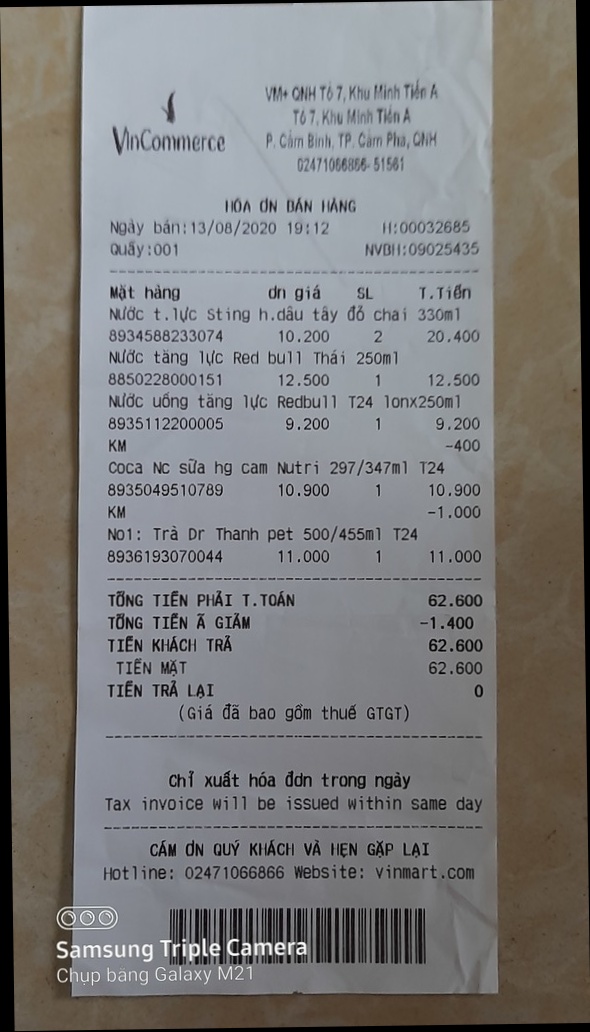 VinCommerce
VM+ QNH Tổ 7, Khu Minh Tiến A
Tổ 7, Khu Minh Tiến A
P. Cẩm Bình, TP. Cẩm Phả, QNH
02471066866-51561
HÓA ƠN BÁN HÀNG
Ngày bán:13/08/2020 19:12 H:00032685
Quầy:001 NVBH:09025435
Mặt hàng ơn giá SL T.Tiền
Nước t.lực Sting h.dâu tây đỏ chai 330ml
8934588233074 10.200 2 20.400
Nước tăng lực Red bull Thái 250ml
8850228000151 12.500 1 12.500
Nước uống tăng lực Redbull T24 lonx250ml
8935112200005 9.200 1 9.200
KM -400
Coca Nc sữa hg cam Nutri 297/347ml T24
8935049510789 10.900 1 10.900
KM -1.000
No1: Trà Dr Thanh pet 500/455ml T24
8936193070044 11.000 1 11.000
TỔNG TIỀN PHẢI T.TOÁN 62.600
TỔNG TIỀN Ã GIẢM -1.400
TIỀN KHÁCH TRẢ 62.600
TIỀN MẶT 62.600
TIỀN TRẢ LẠI 0
(Giá đã bao gồm thuế GTGT)
Chỉ xuất hóa đơn trong ngày
Tax invoice will be issued within same day
CÁM ƠN QUÝ KHÁCH VÀ HẸN GẶP LẠI
Hotline: 02471066866 Website: vinmart.com
Samsung Triple Camera
Chụp bằng Galaxy M21